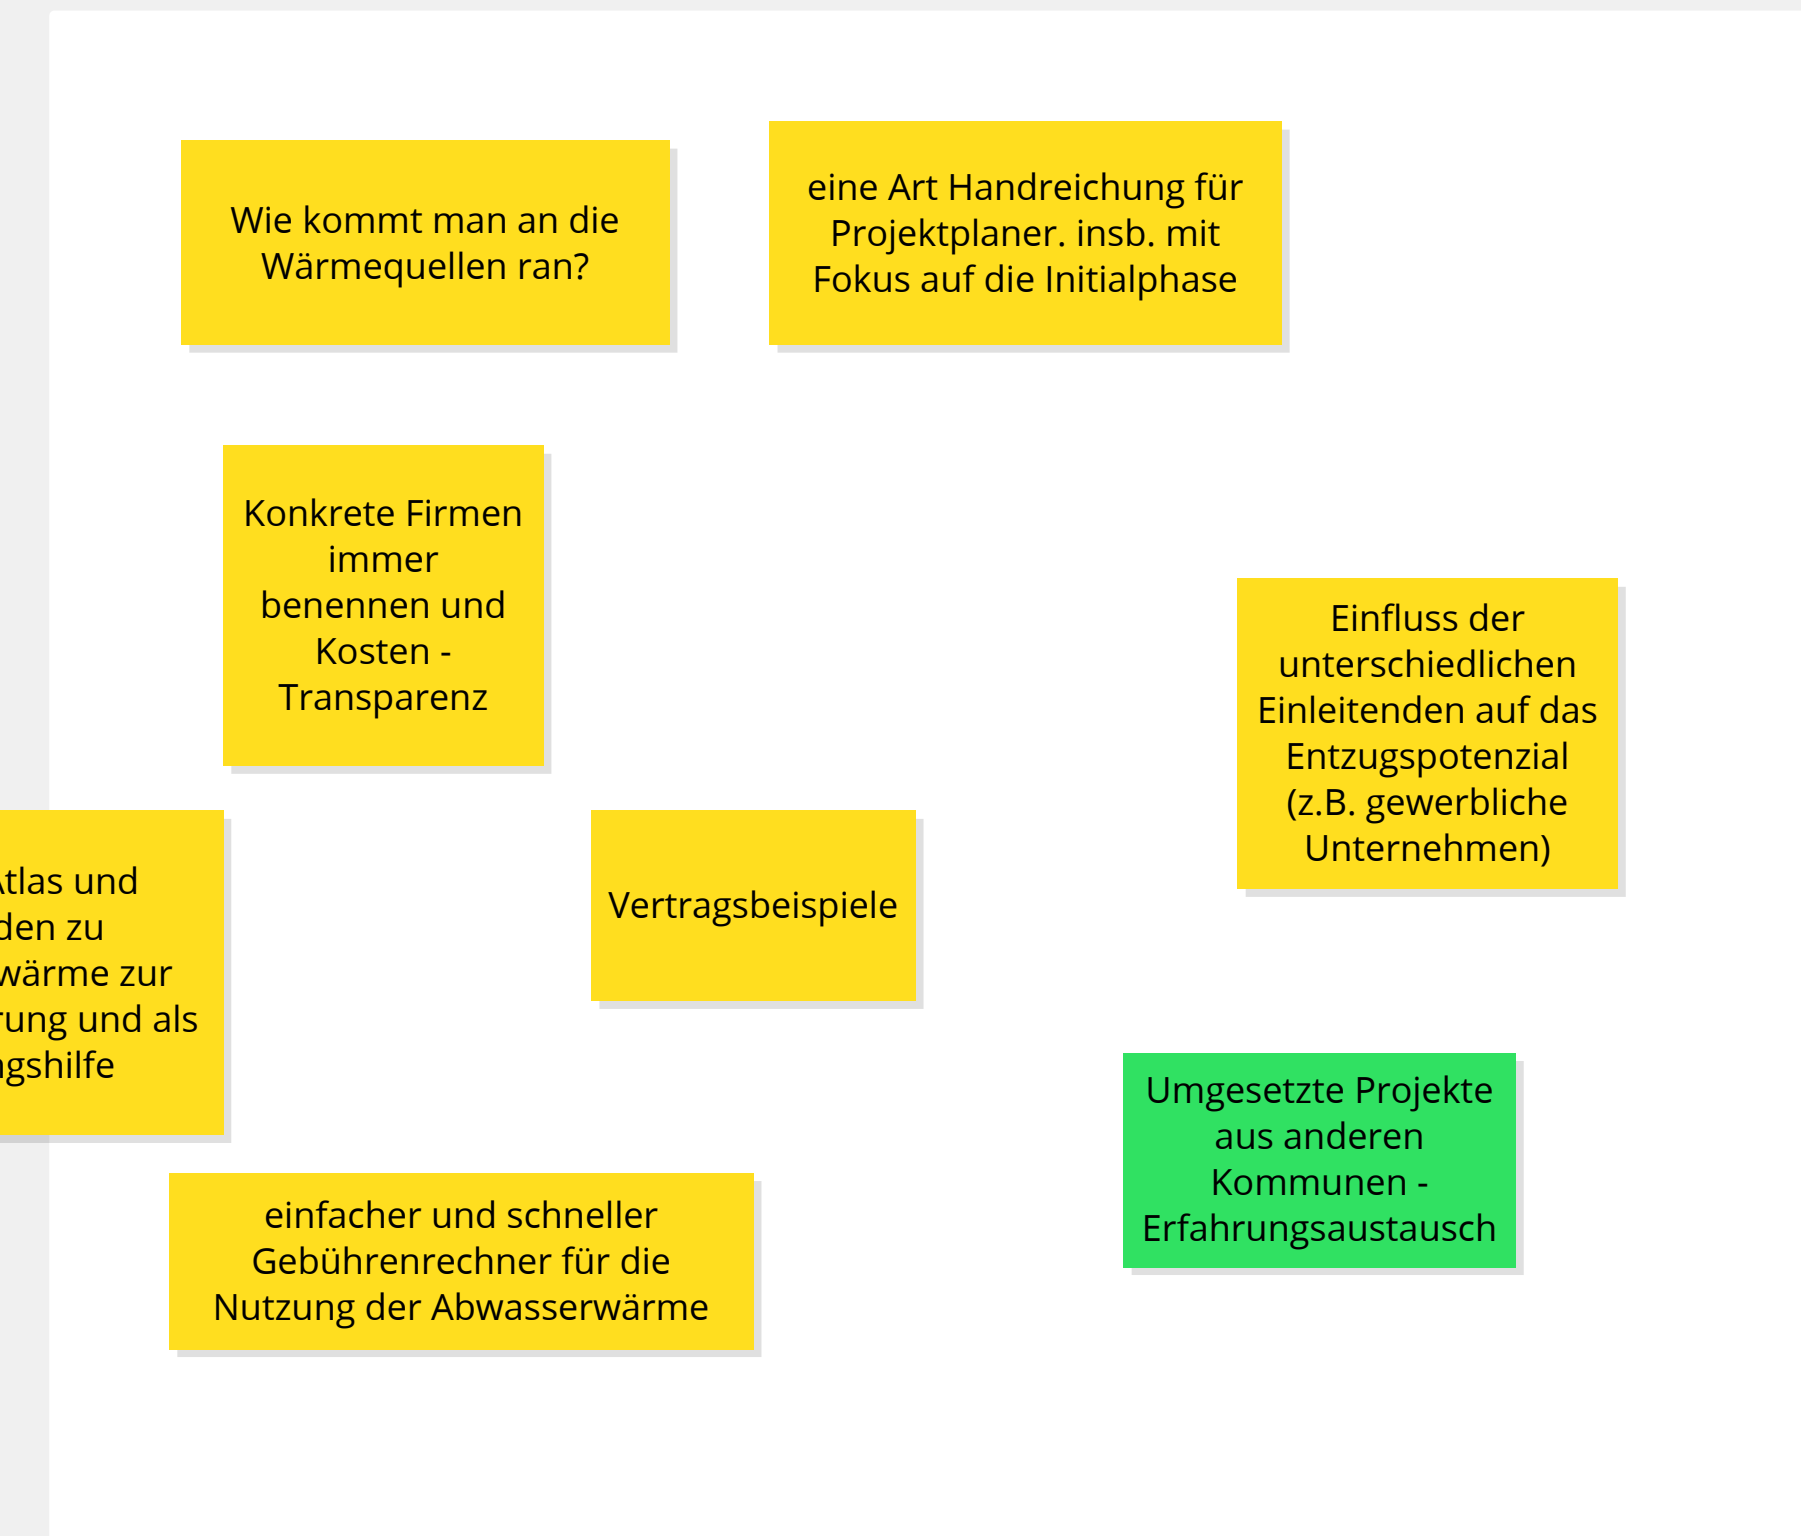 Wie kommt man an die
Wärmequellen ran?
eine Art Handreichung für
Projektplaner. insb. mit
Fokus auf die Initialphase
Konkrete Firmen
immer
benennen und
Kosten -
Transparenz
Einfluss der
unterschiedlichen
Einleitenden auf das
Entzugspotenzial
(z.B. gewerbliche
Unternehmen)
Atlas und
zu
zur
und als
Vertragsbeispiele
Umgesetzte Projekte
aus anderen
Kommunen -
Erfahrungsaustausch
einfacher und schneller
Gebührenrechner für die
Nutzung der Abwasserwärme